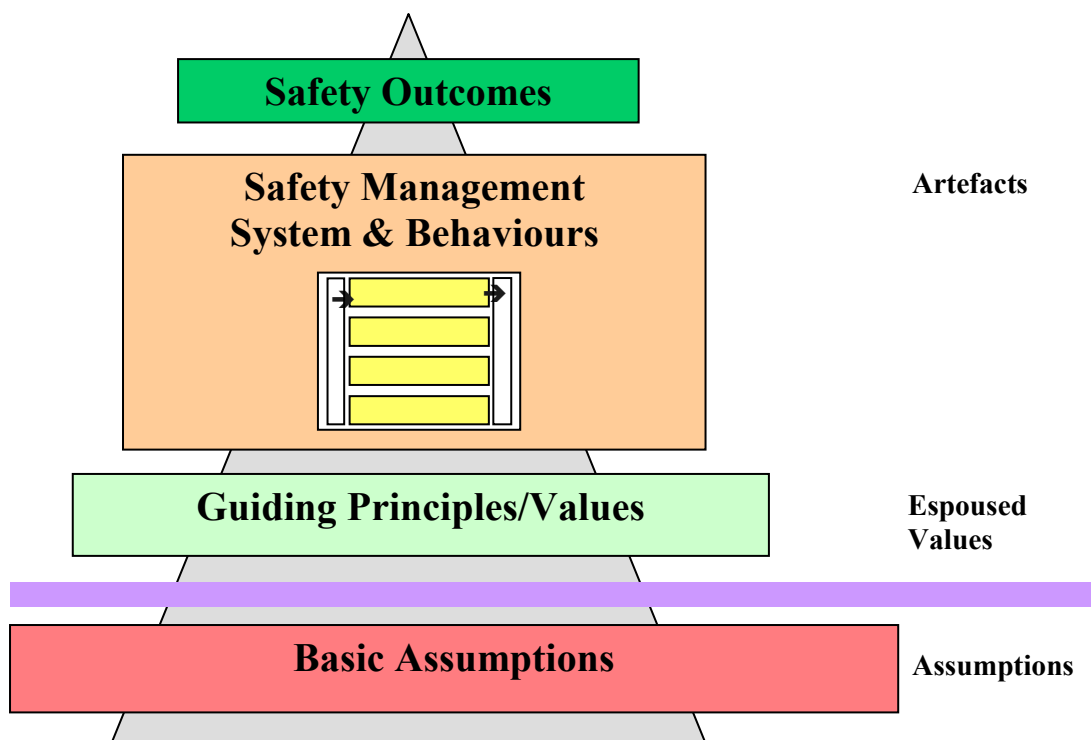 Safety Outcomes
Safety Management
System & Behaviours
Artefacts
Guiding Principles/Values
Espoused
Values
Basic Assumptions
Assumptions